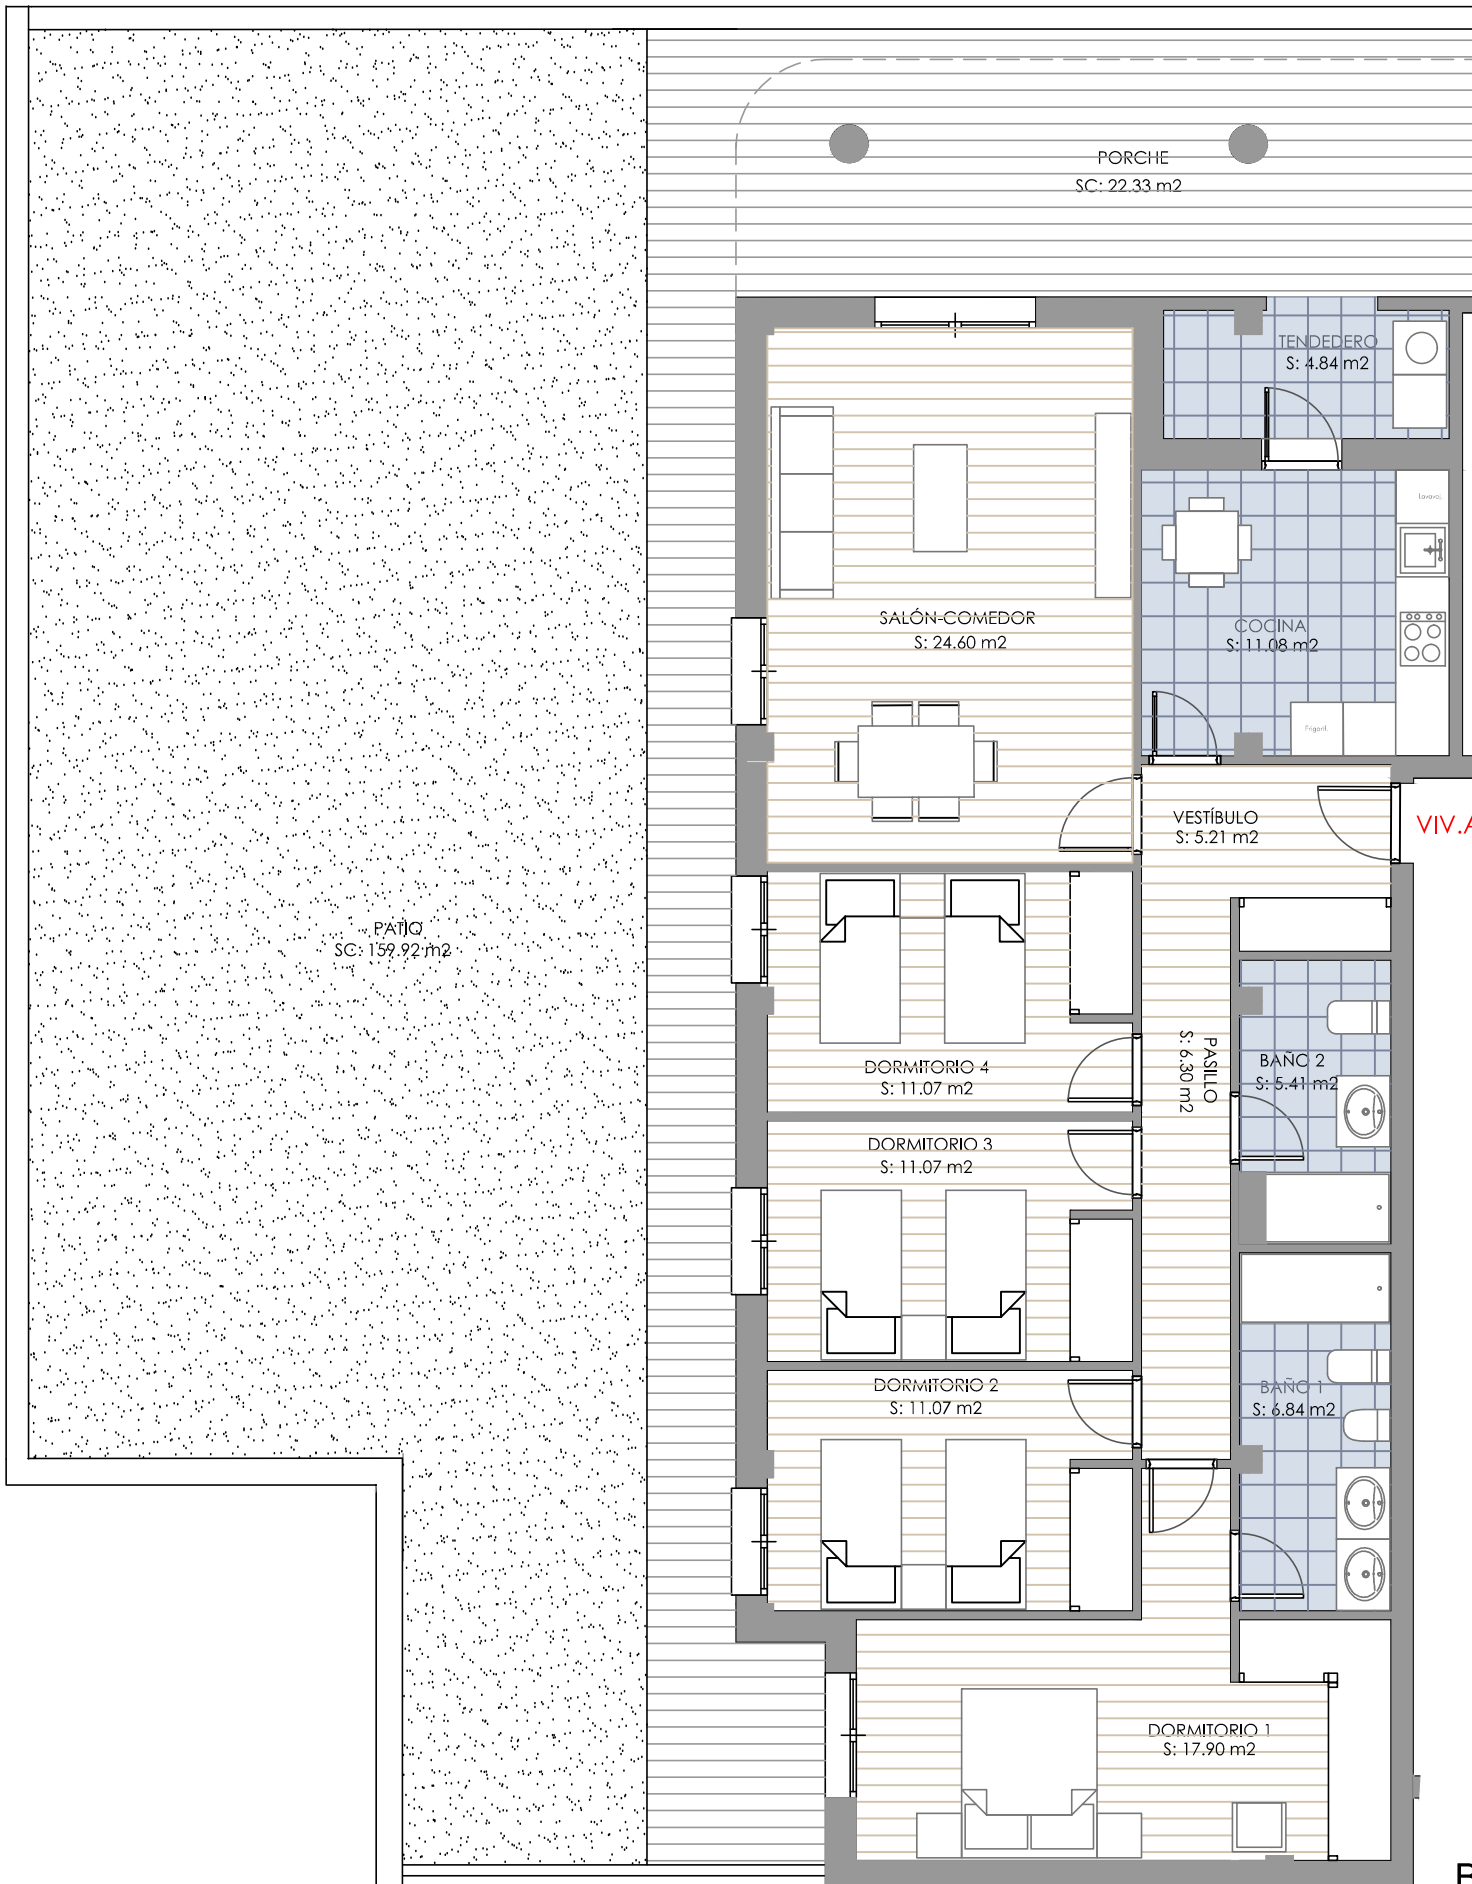 PORCHE
SC: 22.33 m2
TENDEDERO
S: 4.84 m2
Lavavaj.
SALÓN-COMEDOR
S: 24.60 m2
COCINA
S: 11.08 m2
Frigorif.
VESTÍBULO
S: 5.21 m2
VIV.A
PATIO
SC: 159.92 m2
DORMITORIO 4
S: 11.07 m2
PASILLO
S: 6.30 m2
BAÑO 2
S: 5.41 m2
DORMITORIO 3
S: 11.07 m2
DORMITORIO 2
S: 11.07 m2
BAÑO 1
S: 6.84 m2
DORMITORIO 1
S: 17.90 m2